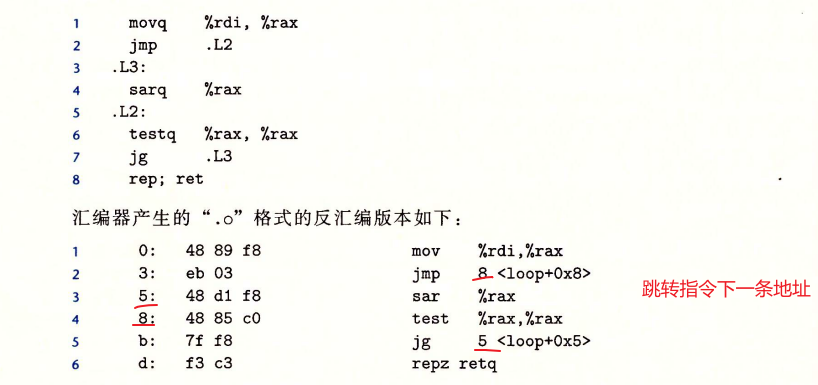 1 movq %rdi, %rax
2 jmp .L2
3 .L3:
4 sarq %rax
5 .L2:
6 testq %rax, %rax
7 jg .L3
8 rep; ret
汇编器产生的“.o”格式的反汇编版本如下：
1 0: 48 89 f8 mov %rdi,%rax
2 3: eb 03 jmp 8 <loop+0x8>
3 5: 48 d1 f8 sar %rax
跳转指令下一条地址
4 8: 48 85 c0 test %rax,%rax
5 b: 7f f8 jg 5 <loop+0x5>
6 d: f3 c3 repz retq